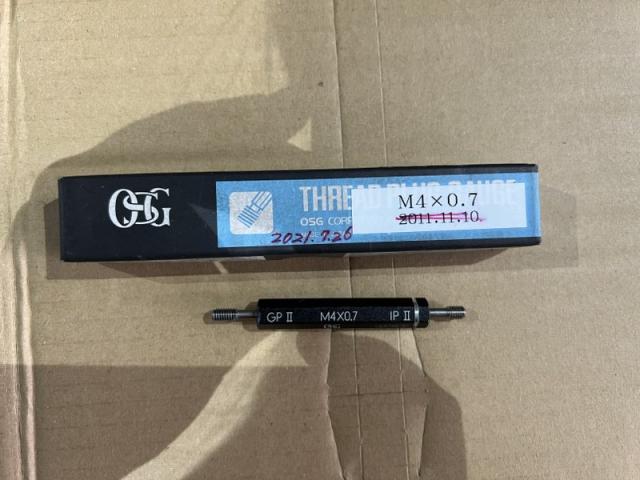 OSG
THREAD PLUG GAUGE
OSG CORP
M4×0.7
2011.11.10.
2021.7.26
GP II M4X0.7 IP II
OSG